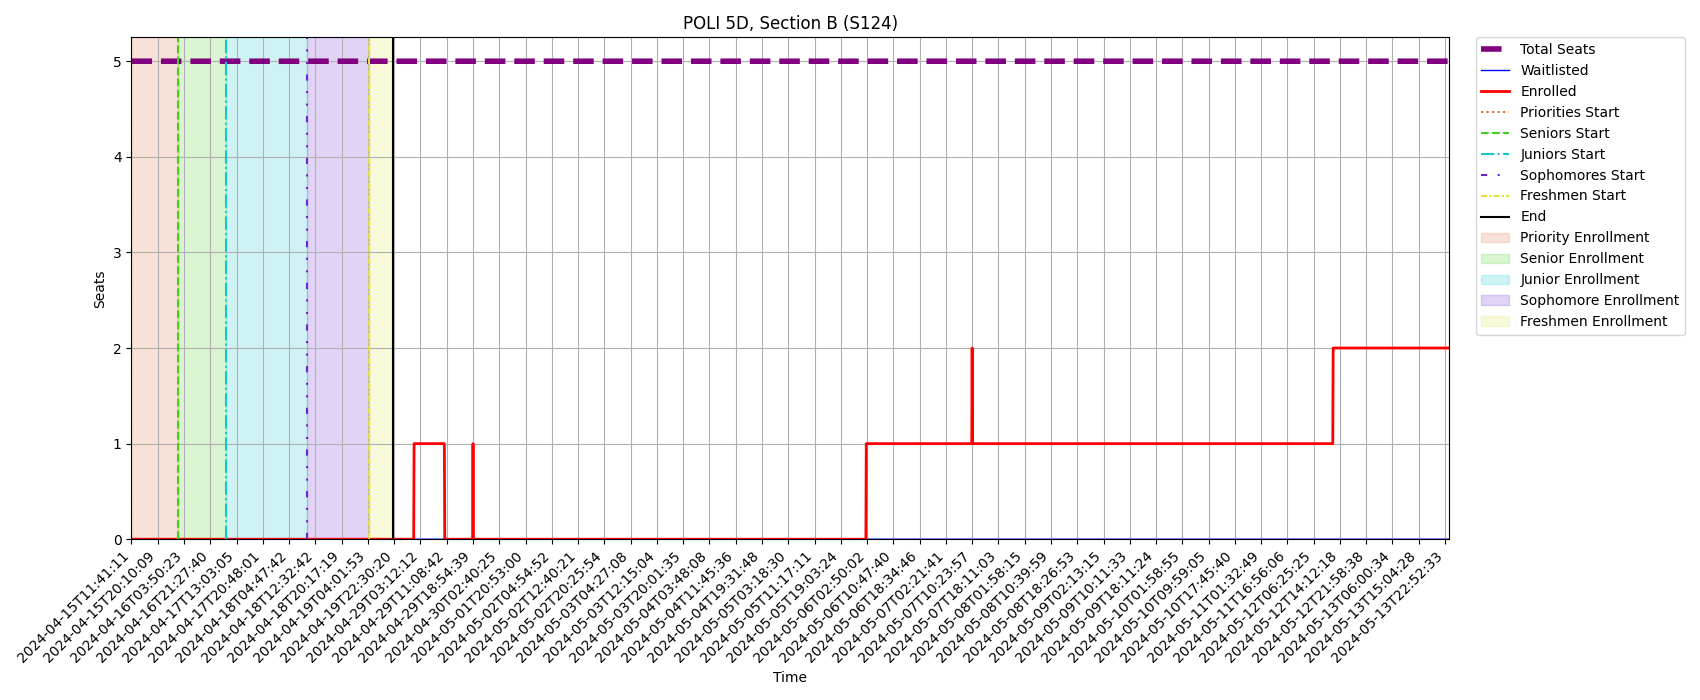 POLI 5D, Section B (S124)
Seats
5
4
3
2
1
0
2024-04-15T11:41:11
2024-04-15T20:10:09
2024-04-16T03:50:23
2024-04-16T21:27:40
2024-04-17T13:03:05
2024-04-17T20:48:01
2024-04-18T04:47:42
2024-04-18T12:32:42
2024-04-18T20:17:19
2024-04-19T04:01:53
2024-04-19T22:30:20
2024-04-29T03:12:12
2024-04-29T11:08:42
2024-04-29T18:54:39
2024-04-30T02:40:25
2024-05-01T20:53:00
2024-05-02T04:54:52
2024-05-02T12:40:21
2024-05-02T20:25:54
2024-05-03T04:27:08
2024-05-03T12:15:04
2024-05-03T20:01:35
2024-05-04T03:48:08
2024-05-04T11:45:36
2024-05-04T19:31:48
2024-05-05T03:18:30
2024-05-05T11:17:11
2024-05-05T19:03:24
2024-05-06T02:50:02
2024-05-06T10:47:40
2024-05-06T18:34:46
2024-05-07T02:21:41
2024-05-07T10:23:57
2024-05-07T18:11:03
2024-05-08T01:58:15
2024-05-08T10:39:59
2024-05-08T18:26:53
2024-05-09T02:13:15
2024-05-09T10:11:33
2024-05-09T18:11:24
2024-05-10T01:58:55
2024-05-10T09:59:05
2024-05-10T17:45:40
2024-05-11T01:32:49
2024-05-11T16:56:06
2024-05-12T06:25:25
2024-05-12T14:12:18
2024-05-12T21:58:38
2024-05-13T06:00:34
2024-05-13T15:04:28
2024-05-13T22:52:33
Time
Total Seats
Waitlisted
Enrolled
Priorities Start
Seniors Start
Juniors Start
Sophomores Start
Freshmen Start
End
Priority Enrollment
Senior Enrollment
Junior Enrollment
Sophomore Enrollment
Freshmen Enrollment